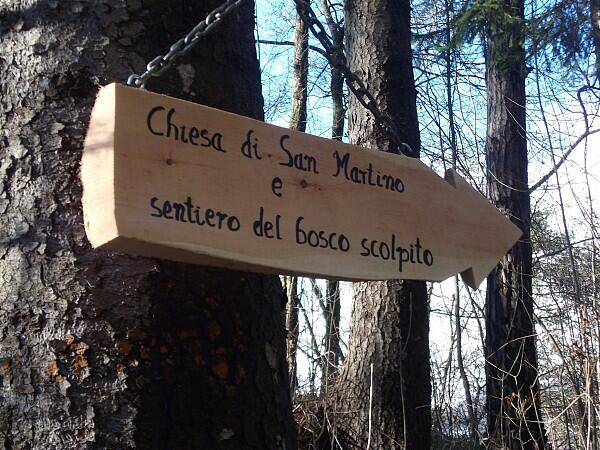 Chiesa di San Martino
e
sentiero del bosco scolpito